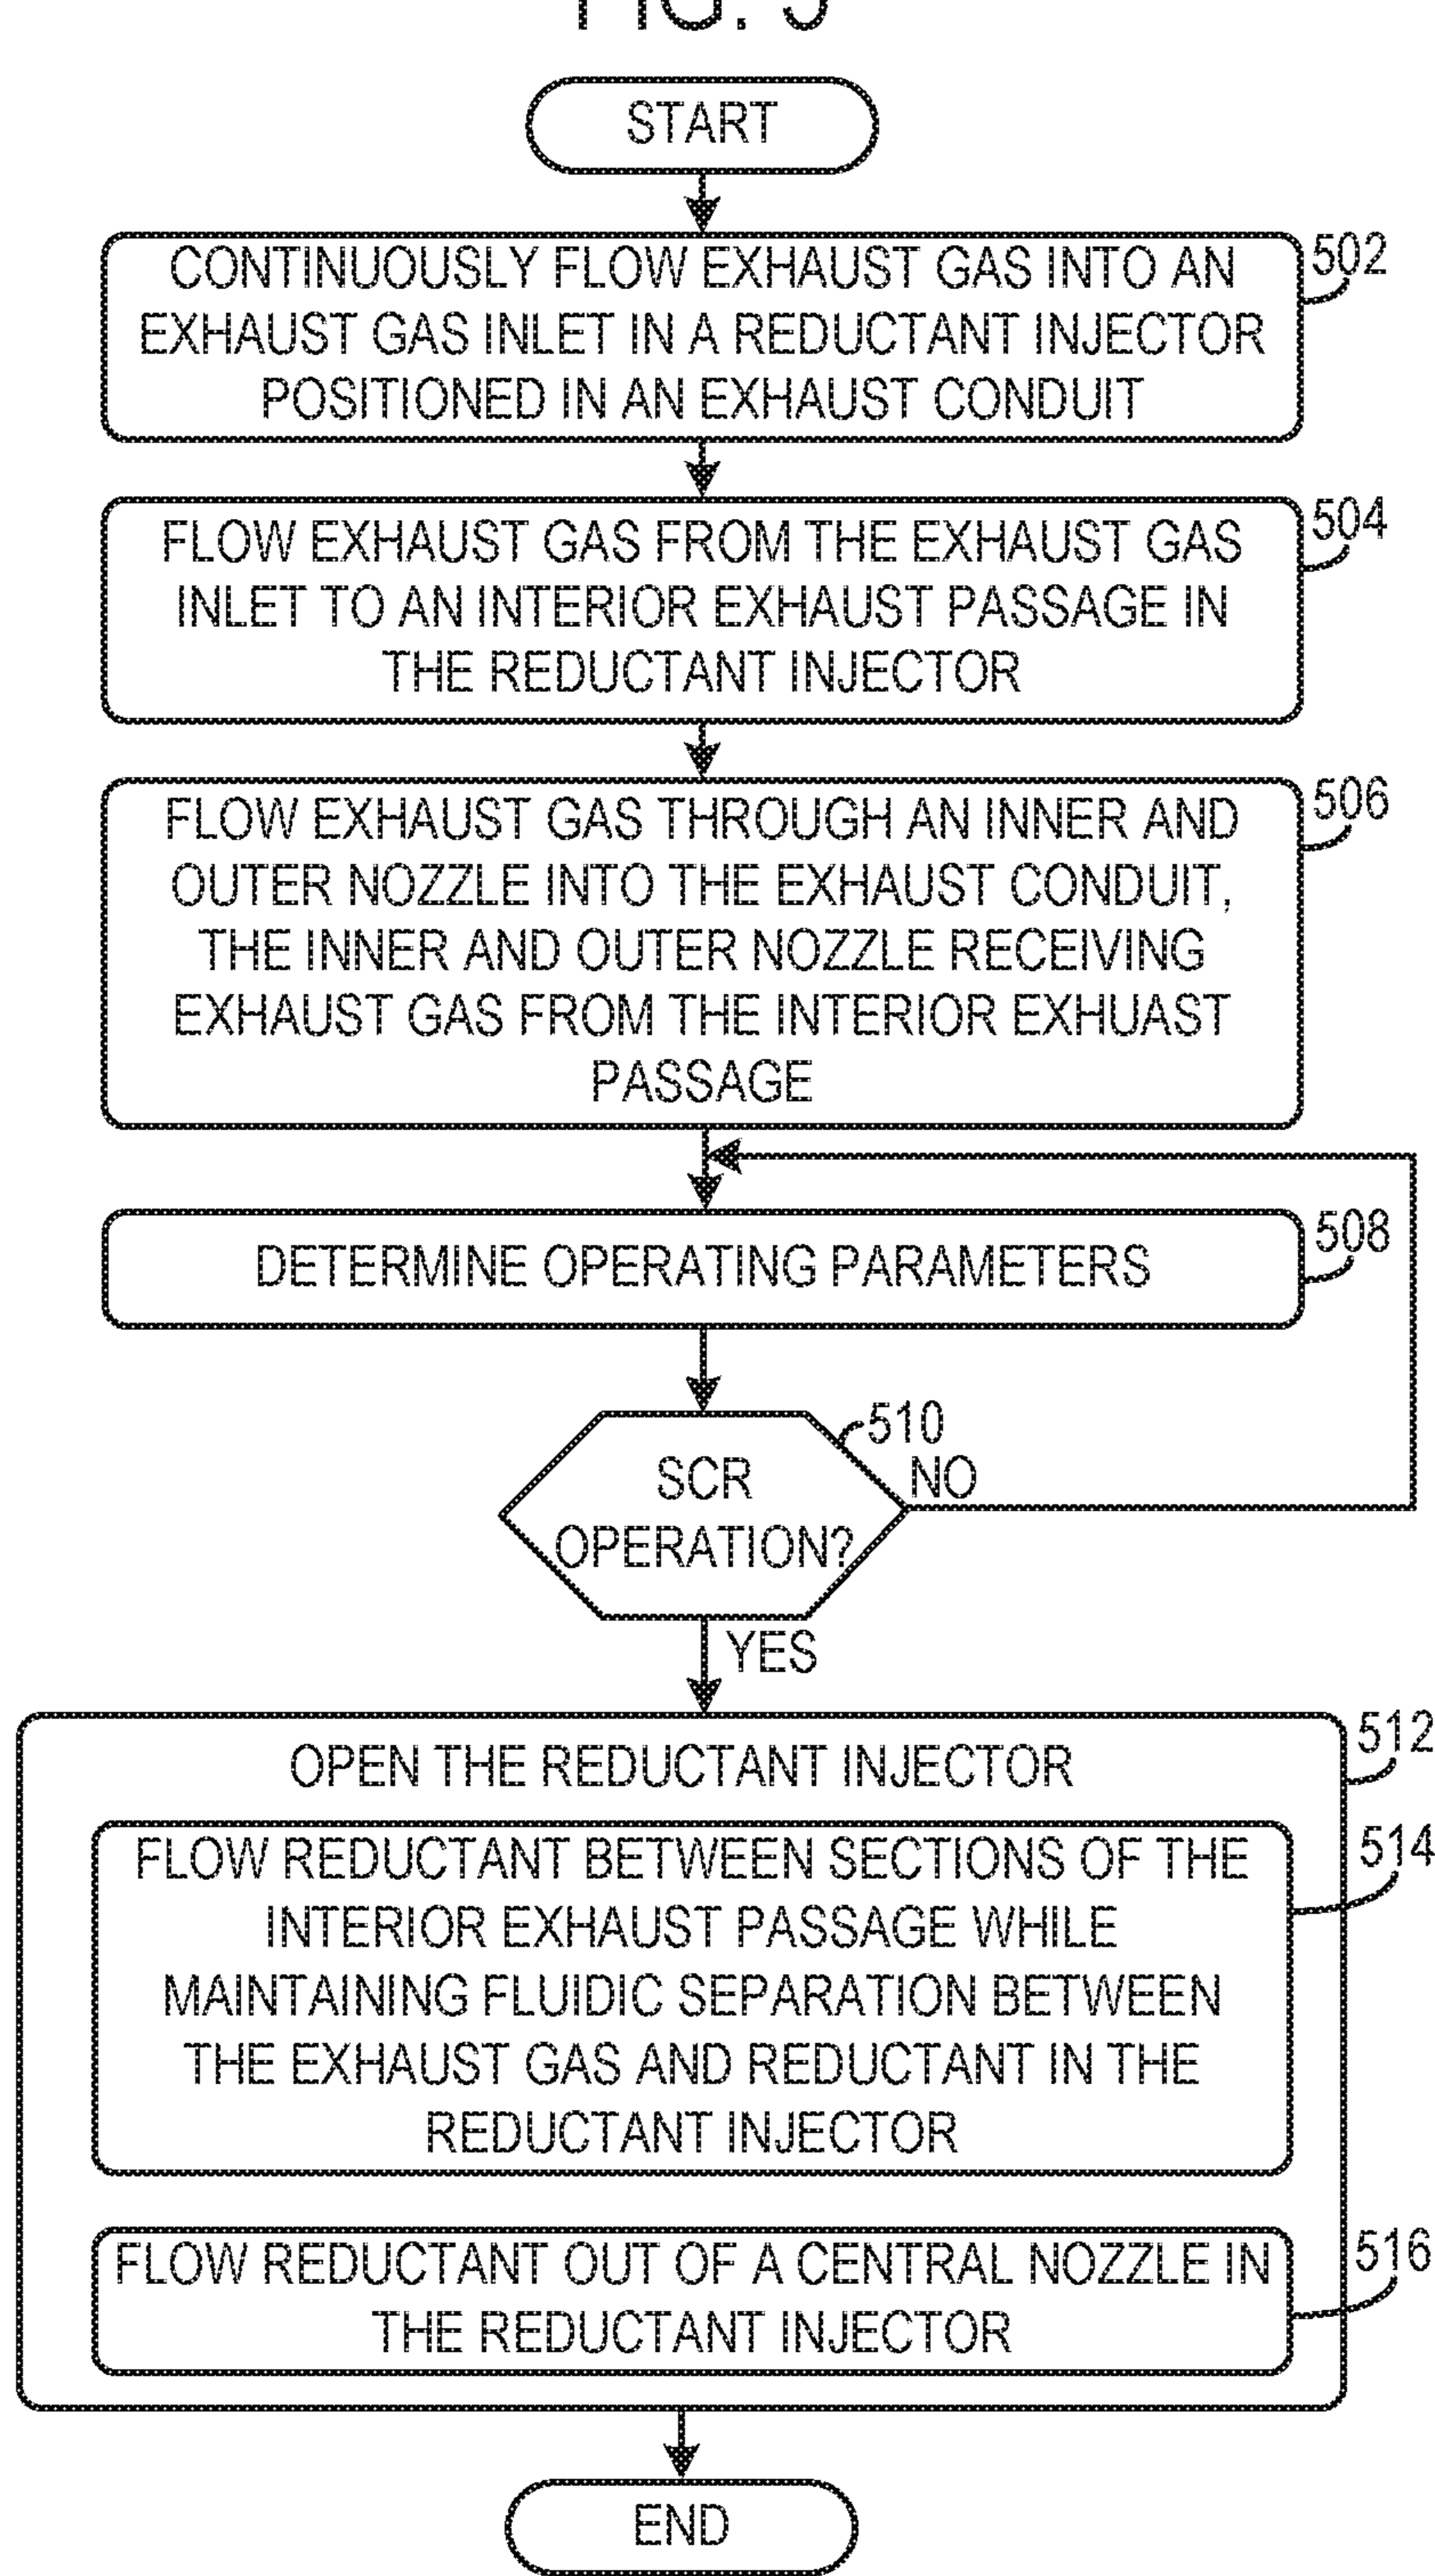 FIG. 5
START
CONTINUOUSLY FLOW EXHAUST GAS INTO AN
EXHAUST GAS INLET IN A REDUCTANT INJECTOR
POSITIONED IN AN EXHAUST CONDUIT
502
FLOW EXHAUST GAS FROM THE EXHAUST GAS
INLET TO AN INTERIOR EXHAUST PASSAGE IN
THE REDUCTANT INJECTOR
504
FLOW EXHAUST GAS THROUGH AN INNER AND
OUTER NOZZLE INTO THE EXHAUST CONDUIT,
THE INNER AND OUTER NOZZLE RECEIVING
EXHAUST GAS FROM THE INTERIOR EXHUAST
PASSAGE
506
DETERMINE OPERATING PARAMETERS
508
SCR
OPERATION?
510
NO
YES
OPEN THE REDUCTANT INJECTOR
512
FLOW REDUCTANT BETWEEN SECTIONS OF THE
INTERIOR EXHAUST PASSAGE WHILE
MAINTAINING FLUIDIC SEPARATION BETWEEN
THE EXHAUST GAS AND REDUCTANT IN THE
REDUCTANT INJECTOR
514
FLOW REDUCTANT OUT OF A CENTRAL NOZZLE IN
THE REDUCTANT INJECTOR
516
END